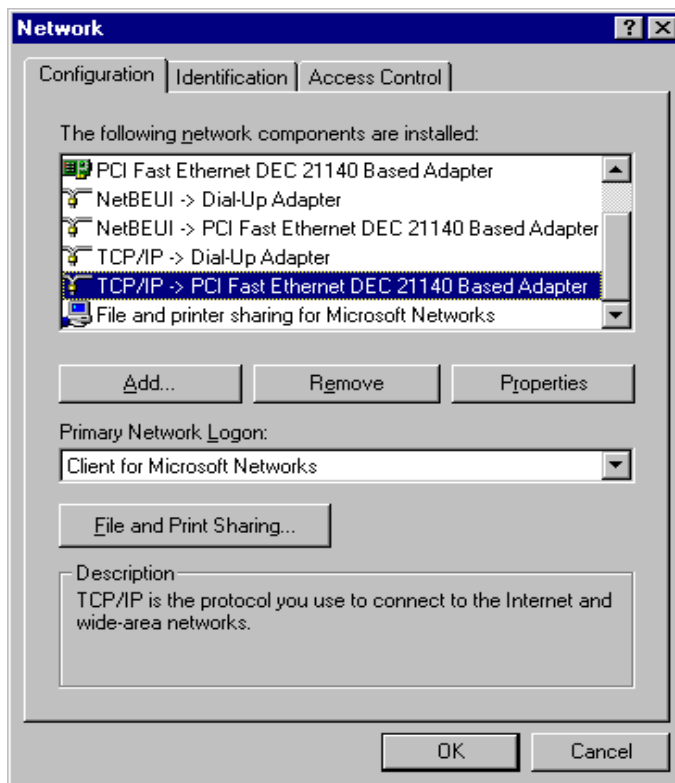 Network
Configuration Identification Access Control
The following network components are installed:
PCI Fast Ethernet DEC 21140 Based Adapter
NetBEUI -> Dial-Up Adapter
NetBEUI -> PCI Fast Ethernet DEC 21140 Based Adapter
TCP/IP -> Dial-Up Adapter
TCP/IP -> PCI Fast Ethernet DEC 21140 Based Adapter
File and printer sharing for Microsoft Networks
Add... Remove Properties
Primary Network Logon:
Client for Microsoft Networks
File and Print Sharing...
Description
TCP/IP is the protocol you use to connect to the Internet and
wide-area networks.
OK Cancel